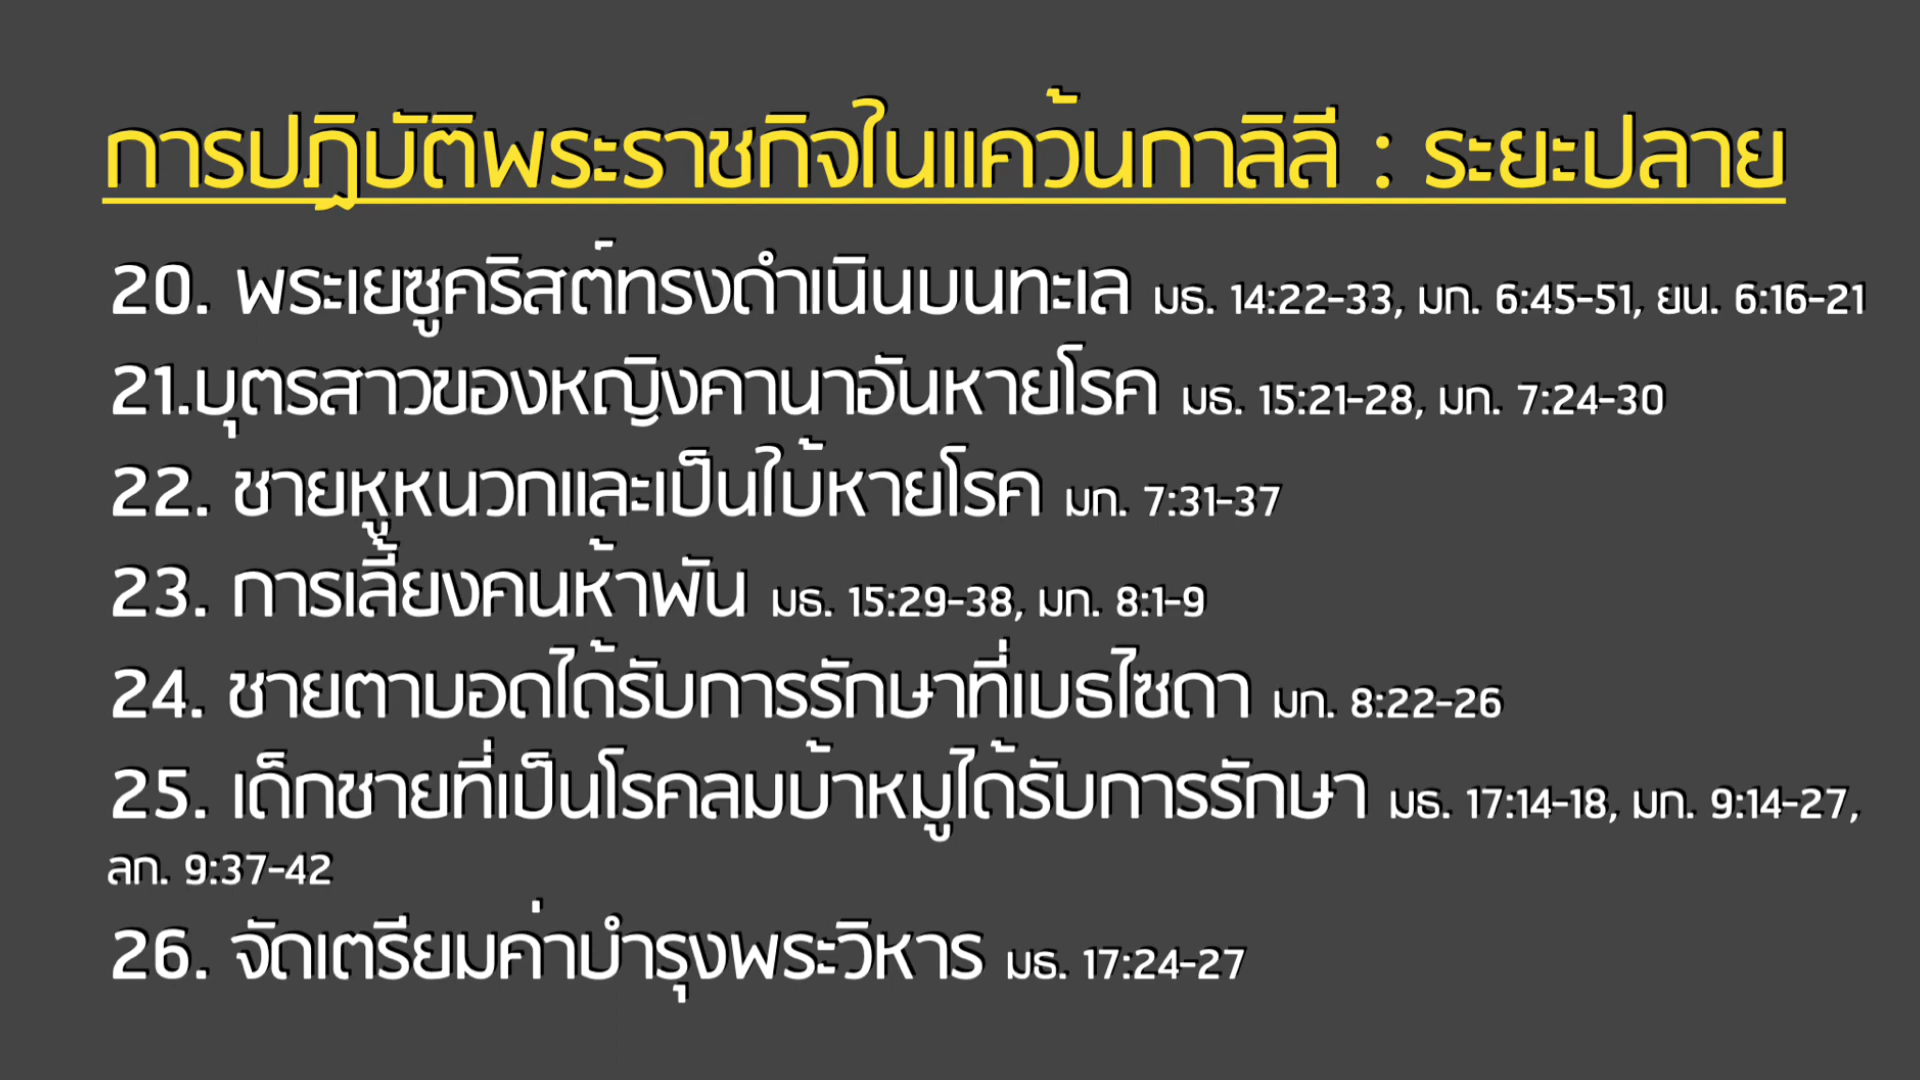 การปฏิบัติพระราชกิจในแคว้นกาลิลี : ระยะปลาย
20. พระเยซูคริสต์ทรงดำเนินบนทะเล มธ. 14:22-33, มก. 6:45-51, ยน. 6:16-21
21.บุตรสาวของหญิงคานาอันหายโรค มธ. 15:21-28, มก. 7:24-30
22. ชายหูหนวกและเป็นใบ้หายโรค มก. 7:31-37
23. การเลี้ยงคนห้าพัน มธ. 15:29-38, มก. 8:1-9
24. ชายตาบอดได้รับการรักษาที่เบธไซดา มก. 8:22-26
25. เด็กชายที่เป็นโรคลมบ้าหมูได้รับการรักษา มธ. 17:14-18, มก. 9:14-27,
ลก. 9:37-42
26. จัดเตรียมค่าบำรุงพระวิหาร มธ. 17:24-27